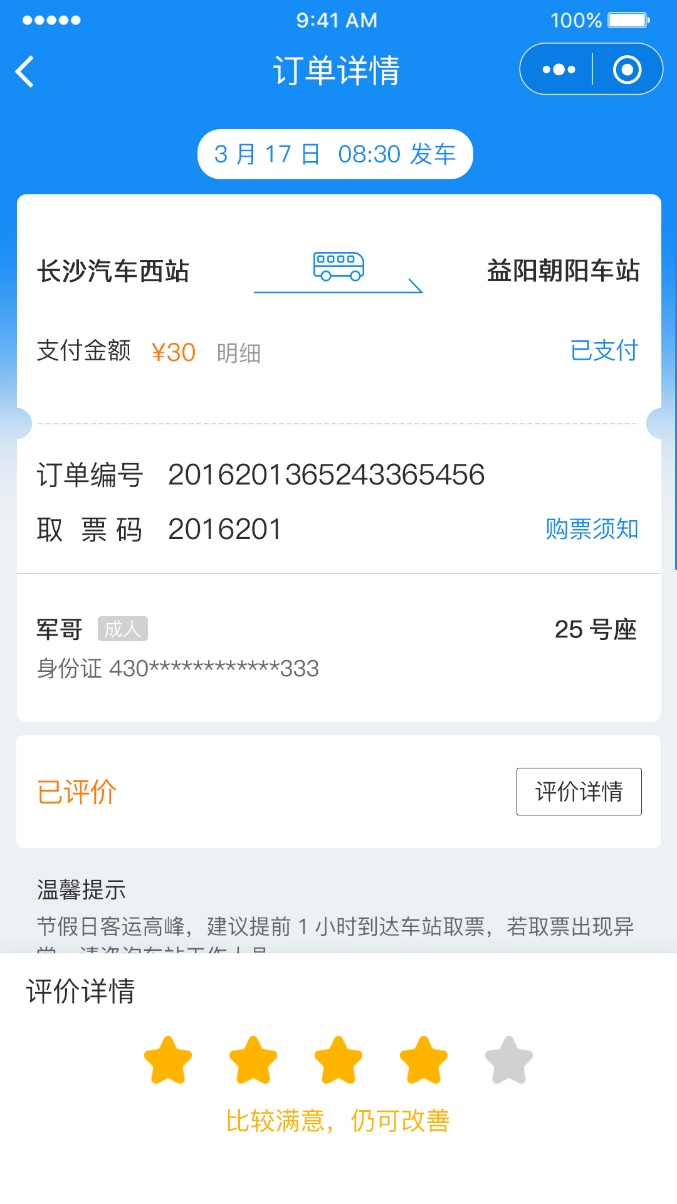 9:41 AM 100%
订单详情
3 月 17 日 08:30 发车
长沙汽车西站 益阳朝阳车站
支付金额 ¥30 明细 已支付
订单编号 2016201365243365456
取 票 码 2016201 购票须知
军哥 成人 25 号座
身份证 430************333
已评价 评价详情
温馨提示
节假日客运高峰，建议提前 1 小时到达车站取票，若取票出现异
评价详情
比较满意，仍可改善